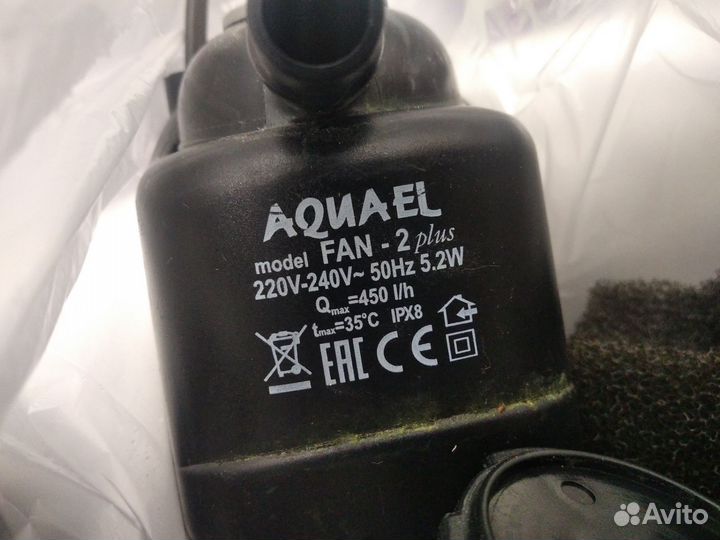 AQUAEL
model FAN - 2 plus
220V-240V~ 50Hz 5.2W
Qmax=450 l/h
tmax=35°C IPX8
EAC CE
Avito